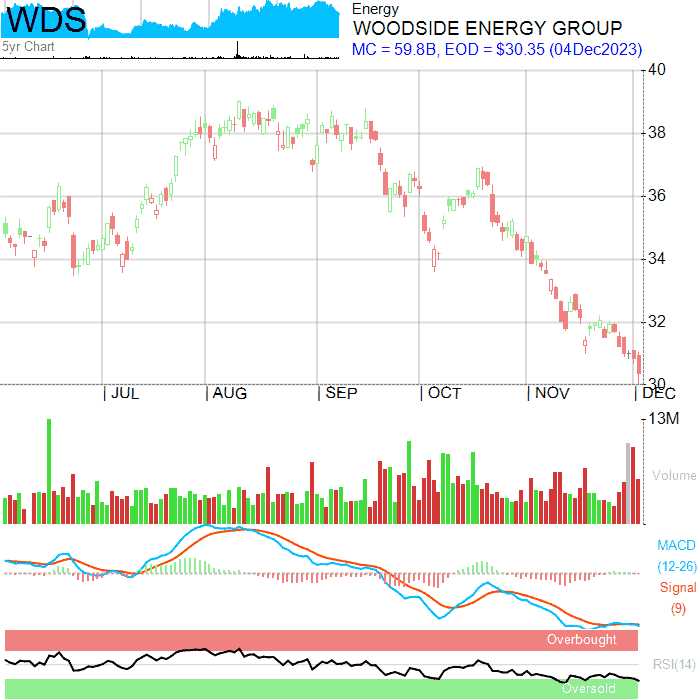 WDS
5yr Chart
Energy
WOODSIDE ENERGY GROUP
MC = 59.8B, EOD = $30.35 (04Dec2023)
40
38
36
34
32
30
JUL
AUG
SEP
OCT
NOV
DEC
13M
Volume
MACD
(12-26)
Signal
(9)
Overbought
RSI(14)
Oversold